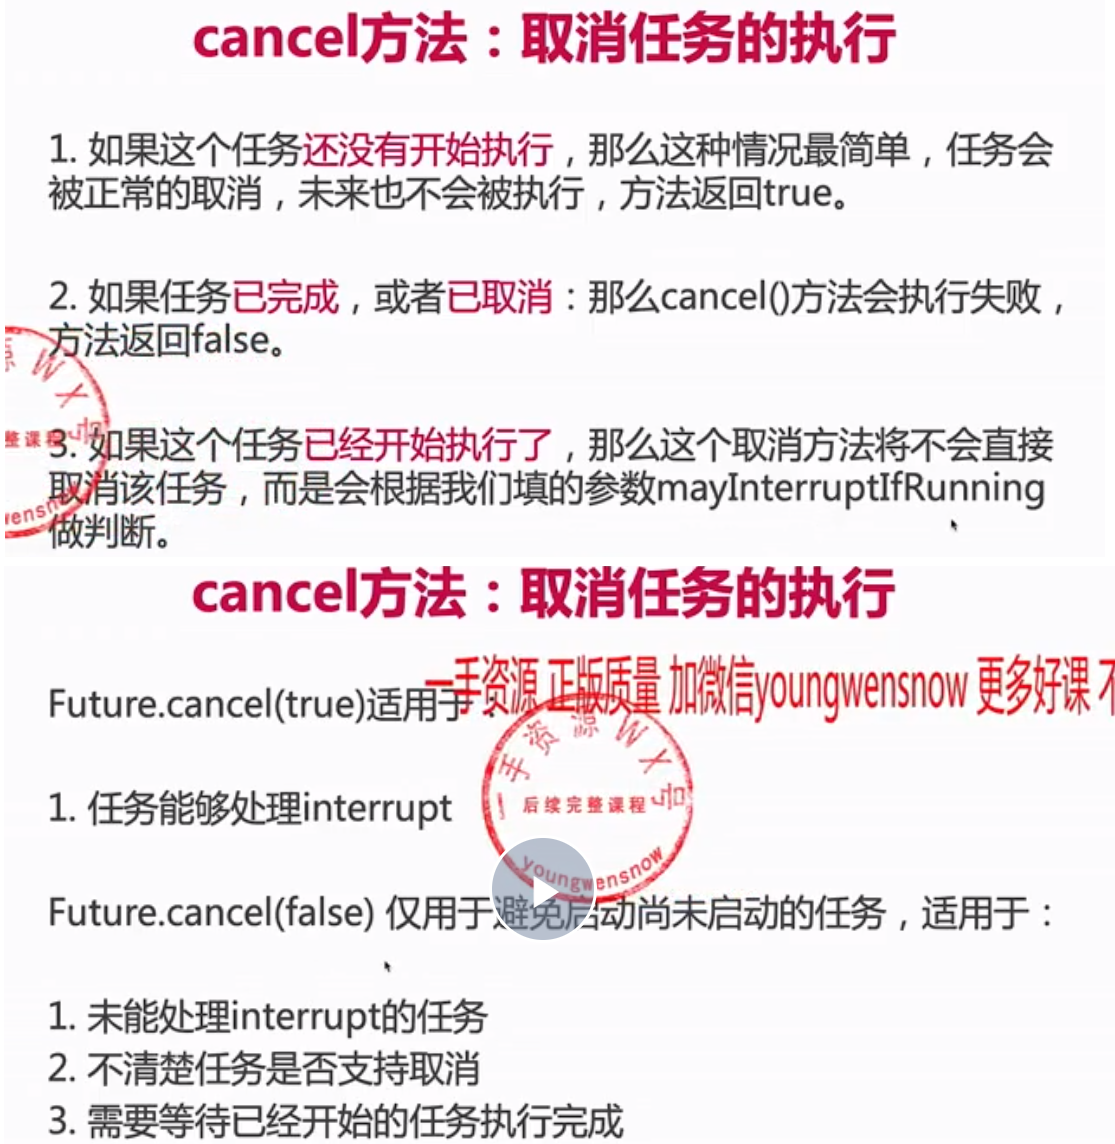 cancel方法：取消任务的执行
1. 如果这个任务还没有开始执行，那么这种情况最简单，任务会
被正常的取消，未来也不会被执行，方法返回true。
2. 如果任务已完成，或者已取消：那么cancel()方法会执行失败，
方法返回false。
源WX号
整课程
wensnow
3. 如果这个任务已经开始执行了，那么这个取消方法将不会直接
取消该任务，而是会根据我们填的参数mayInterruptIfRunning
做判断。
cancel方法：取消任务的执行
一手资源 正版质量 加微信youngwensnow 更多好课 不
Future.cancel(true)适用于：
一手资源WX号
后续完整课程
youngwensnow
1. 任务能够处理interrupt
Future.cancel(false) 仅用于避免启动尚未启动的任务，适用于：
1. 未能处理interrupt的任务
2. 不清楚任务是否支持取消
3. 需要等待已经开始的任务执行完成